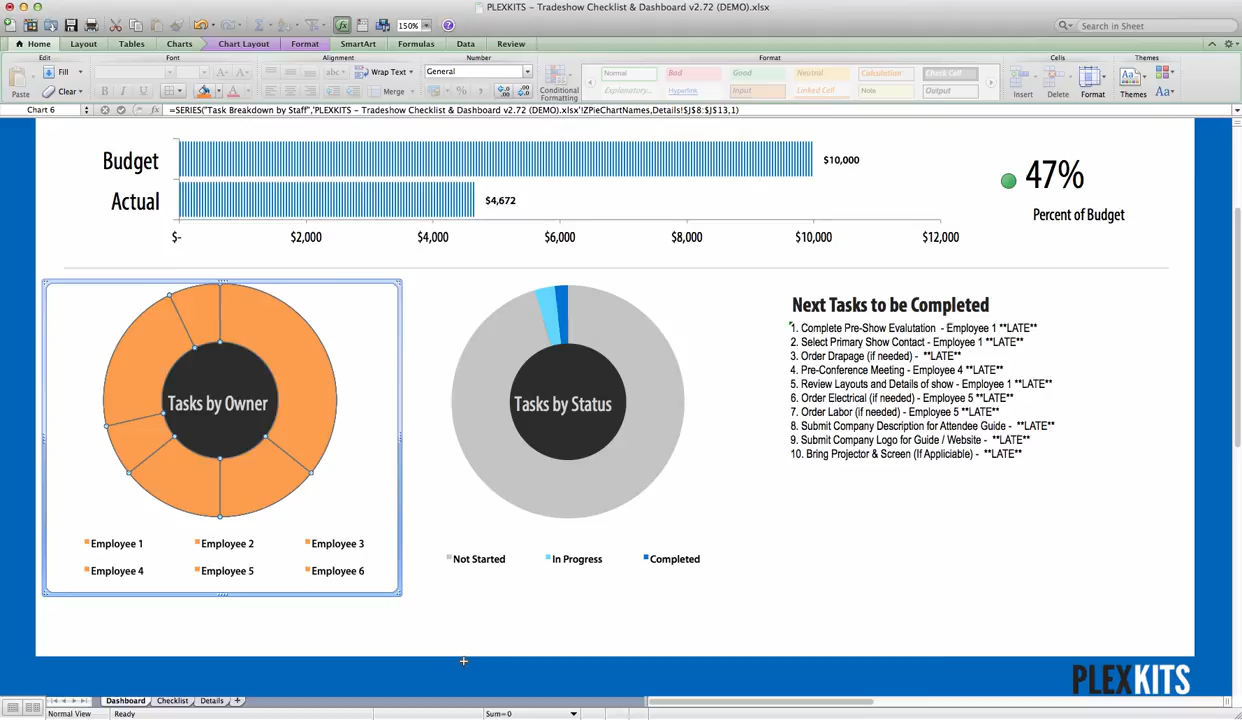 PLEXKITS - Tradeshow Checklist & Dashboard v2.72 (DEMO).xlsx
150%
Search in Sheet
Home Layout Tables Charts Chart Layout Format SmartArt Formulas Data Review
Edit Font Alignment Number Format Cells Themes
Fill abc Wrap Text General Normal Bad Good Neutral Calculation Check Cell
Paste Clear B I U Merge % Conditional Formatting Explanatory... Hyperlink Input Linked Cell Note Output Insert Delete Format Themes Aa
Chart 6 fx =SERIES("Task Breakdown by Staff",'PLEXKITS - Tradeshow Checklist & Dashboard v2.72 (DEMO).xlsx'!ZPieChartNames,Details!$J$8:$J$13,1)
Budget $10,000
47%
Actual $4,672
Percent of Budget
$- $2,000 $4,000 $6,000 $8,000 $10,000 $12,000
Tasks by Owner
Employee 1 Employee 2 Employee 3
Employee 4 Employee 5 Employee 6
Tasks by Status
Not Started In Progress Completed
Next Tasks to be Completed
1. Complete Pre-Show Evalutation - Employee 1 **LATE**
2. Select Primary Show Contact - Employee 1 **LATE**
3. Order Drapage (if needed) - **LATE**
4. Pre-Conference Meeting - Employee 4 **LATE**
5. Review Layouts and Details of show - Employee 1 **LATE**
6. Order Electrical (if needed) - Employee 5 **LATE**
7. Order Labor (if needed) - Employee 5 **LATE**
8. Submit Company Description for Attendee Guide - **LATE**
9. Submit Company Logo for Guide / Website - **LATE**
10. Bring Projector & Screen (If Appliciable) - **LATE**
PLEXKITS
Dashboard Checklist Details
Normal View Ready Sum=0